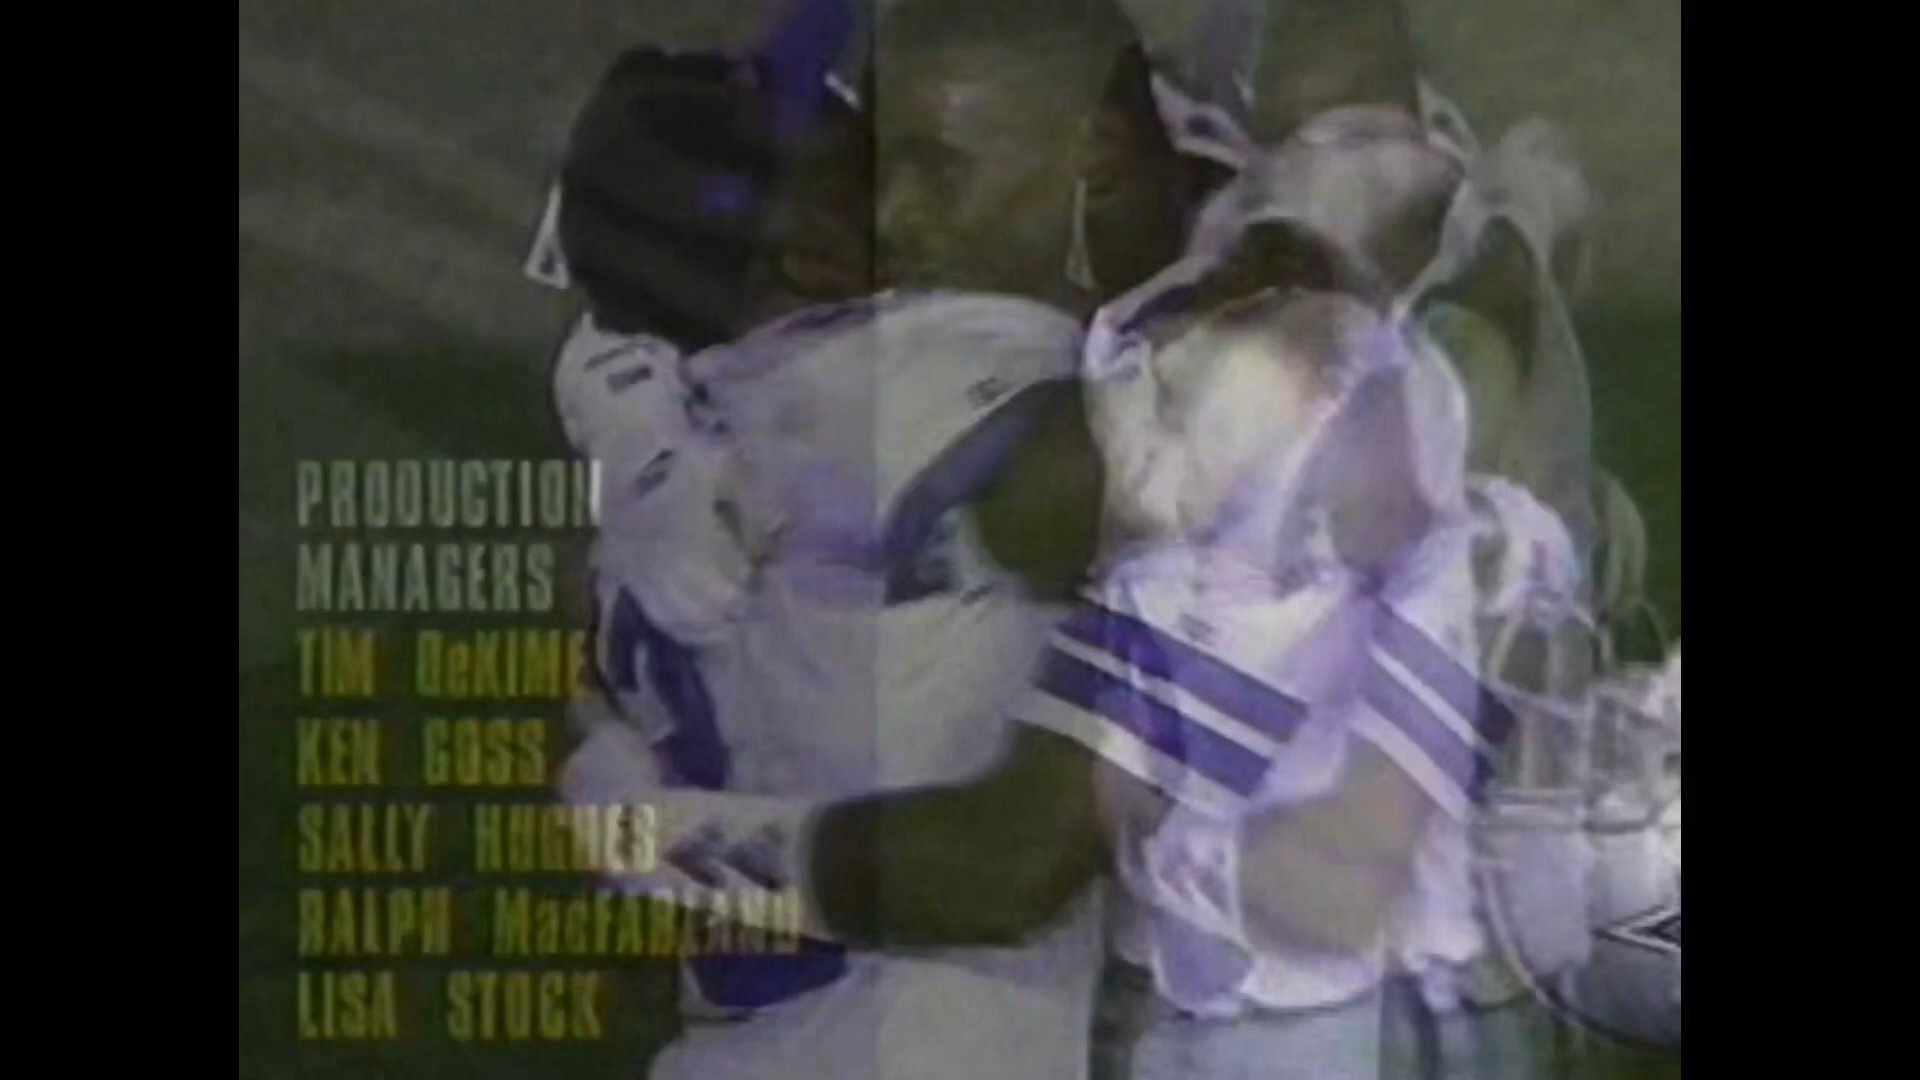 PRODUCTION
MANAGERS
TIM DeKIME
KEN GOSS
SALLY HUGHES
RALPH MacFARLAND
LISA STOCK